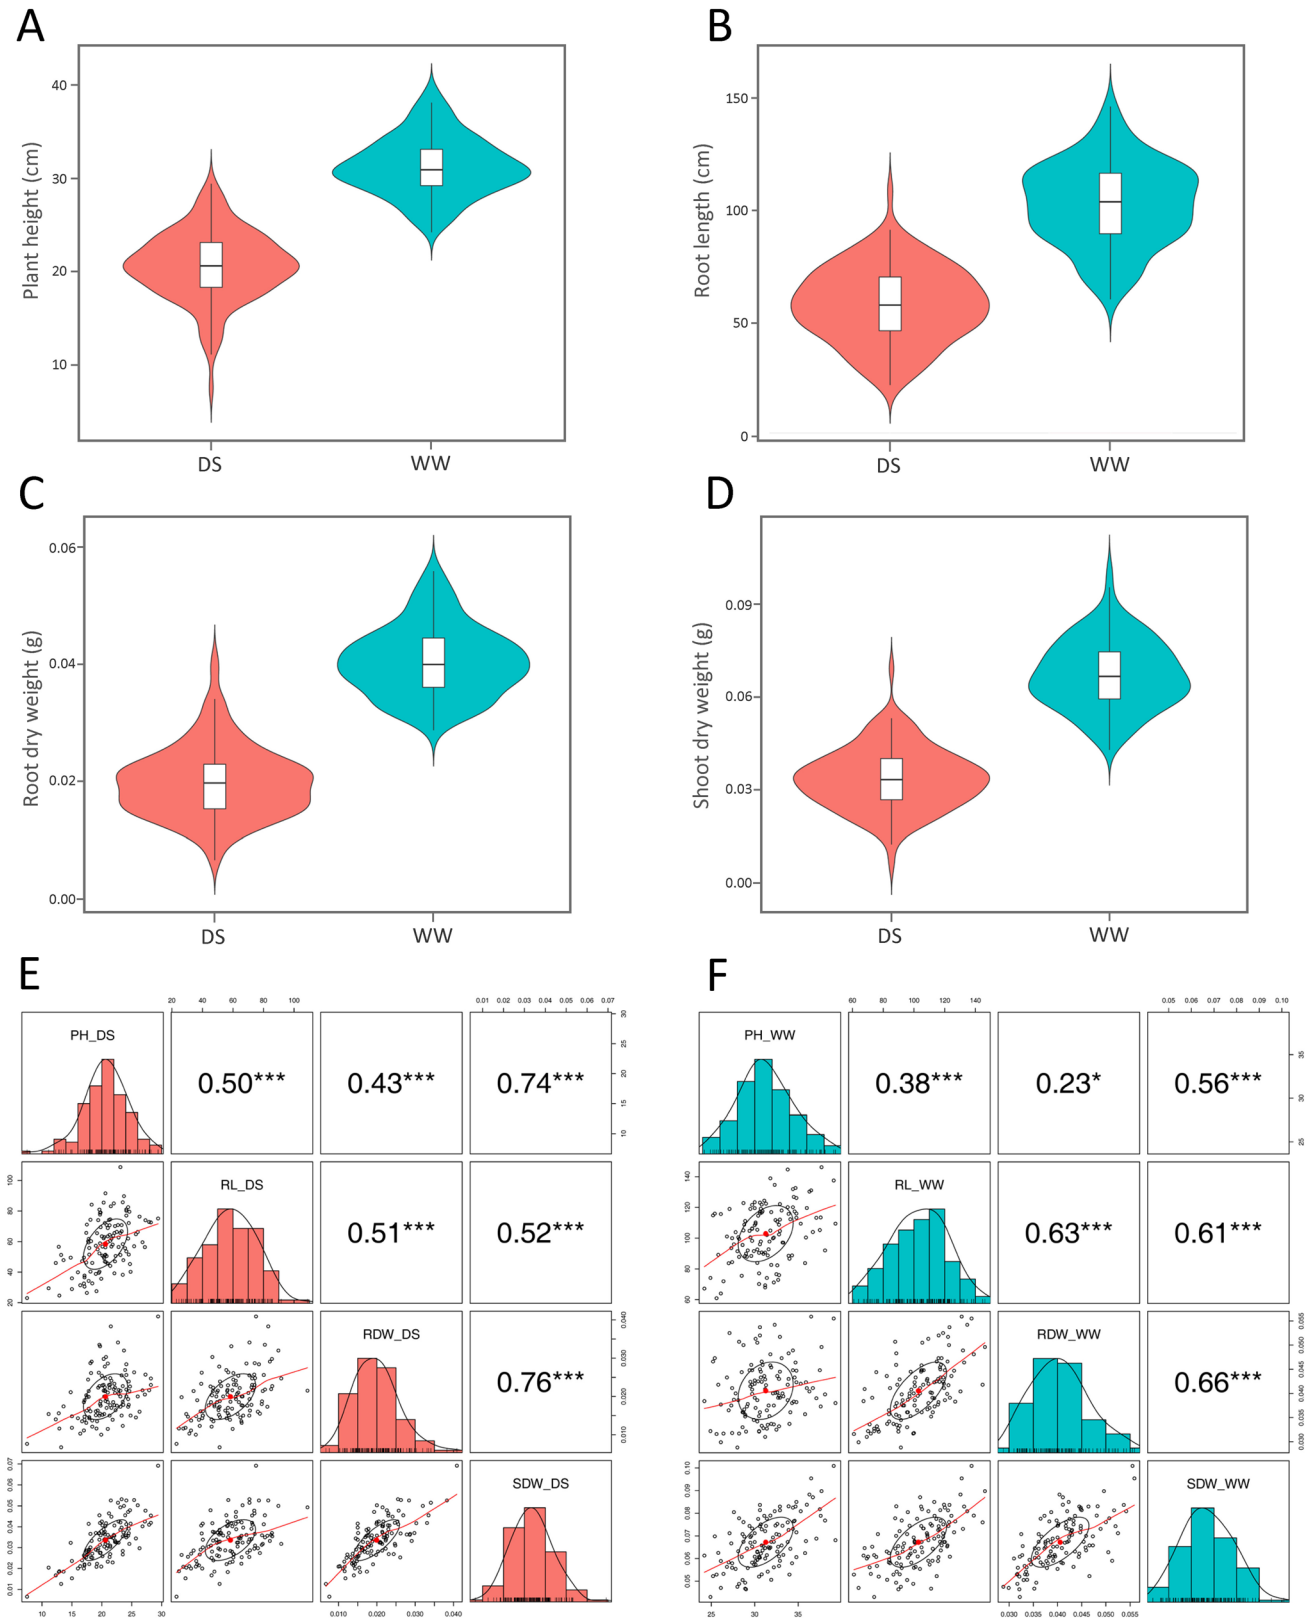 A
B
Plant height (cm)
40
30
20
10
DS
WW
Root length (cm)
150
100
50
0
DS
WW
C
D
Root dry weight (g)
0.06
0.04
0.02
0.00
DS
WW
Shoot dry weight (g)
0.09
0.06
0.03
0.00
DS
WW
E
20 40 60 80 100
0.01 0.02 0.03 0.04 0.05 0.06 0.07
PH_DS
0.50***
0.43***
0.74***
30
25
20
15
10
100
80
60
40
20
RL_DS
0.51***
0.52***
RDW_DS
0.76***
0.040
0.030
0.020
0.010
0.07
0.06
0.05
0.04
0.03
0.02
0.01
SDW_DS
10 15 20 25 30
0.010 0.020 0.030 0.040
F
60 80 100 120 140
0.05 0.06 0.07 0.08 0.09 0.10
PH_WW
0.38***
0.23*
0.56***
35
30
25
140
120
100
80
60
RL_WW
0.63***
0.61***
RDW_WW
0.66***
0.055
0.050
0.045
0.040
0.035
0.030
0.10
0.09
0.08
0.07
0.06
0.05
SDW_WW
25 30 35
0.030 0.035 0.040 0.045 0.050 0.055